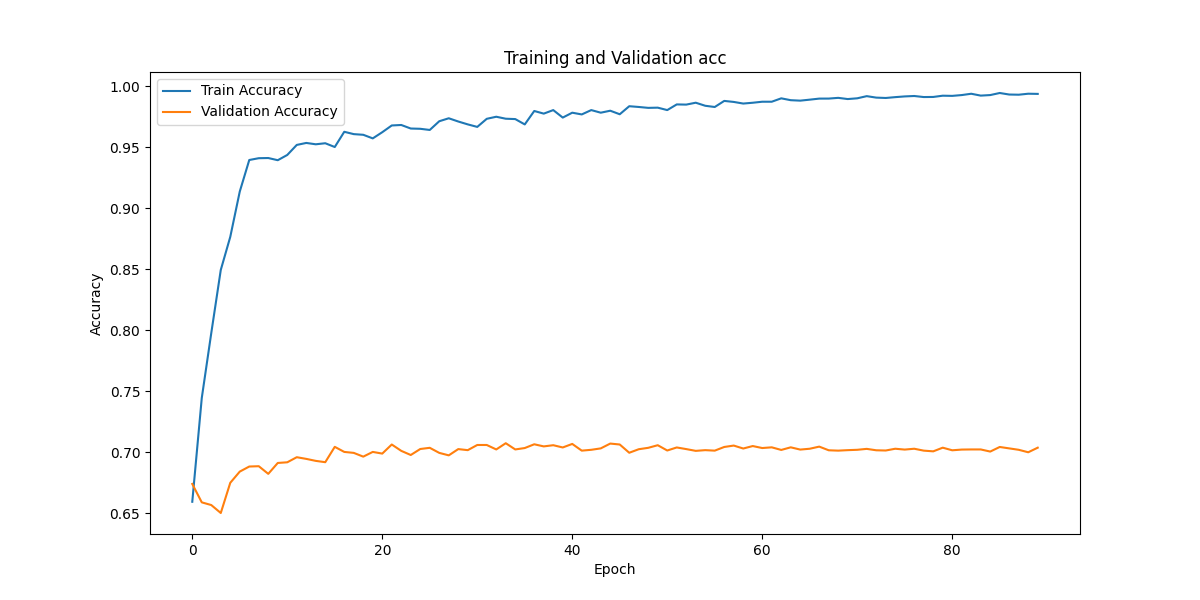 Training and Validation acc
Train Accuracy
Validation Accuracy
1.00
0.95
0.90
0.85
0.80
0.75
0.70
0.65
Accuracy
0
20
40
60
80
Epoch